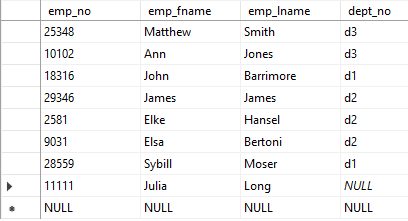 emp_no emp_fname emp_lname dept_no
25348 Matthew Smith d3
10102 Ann Jones d3
18316 John Barrimore d1
29346 James James d2
2581 Elke Hansel d2
9031 Elsa Bertoni d2
28559 Sybill Moser d1
11111 Julia Long NULL
NULL NULL NULL NULL